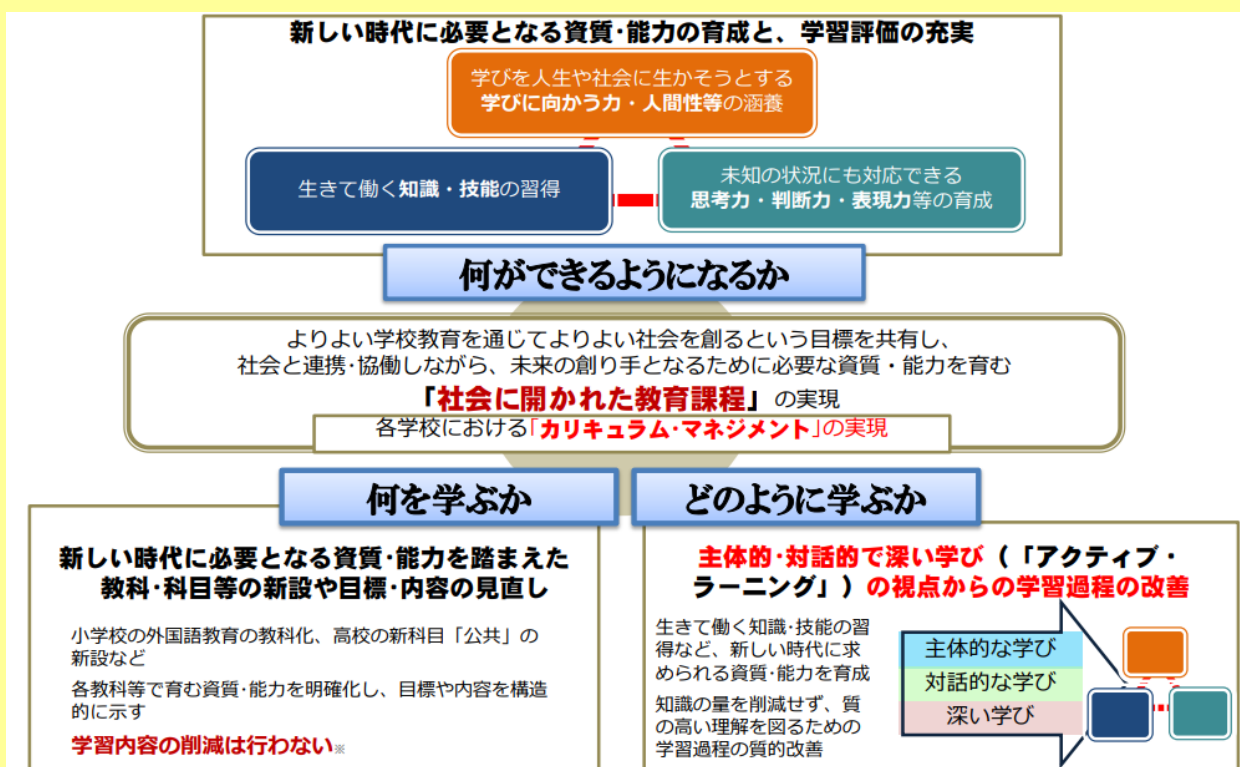 新しい時代に必要となる資質･能力の育成と、学習評価の充実
学びを人生や社会に生かそうとする
学びに向かう力・人間性等の涵養
生きて働く知識・技能の習得
未知の状況にも対応できる
思考力・判断力・表現力等の育成
何ができるようになるか
よりよい学校教育を通じてよりよい社会を創るという目標を共有し、
社会と連携･協働しながら、未来の創り手となるために必要な資質・能力を育む
「社会に開かれた教育課程」の実現
各学校における「カリキュラム･マネジメント」の実現
何を学ぶか
新しい時代に必要となる資質･能力を踏まえた
教科･科目等の新設や目標･内容の見直し
小学校の外国語教育の教科化、高校の新科目「公共」の
新設など
各教科等で育む資質･能力を明確化し、目標や内容を構造
的に示す
学習内容の削減は行わない※
どのように学ぶか
主体的･対話的で深い学び（「アクティブ・
ラーニング」）の視点からの学習過程の改善
生きて働く知識･技能の習
得など、新しい時代に求
められる資質･能力を育成
知識の量を削減せず、質
の高い理解を図るための
学習過程の質的改善
主体的な学び
対話的な学び
深い学び